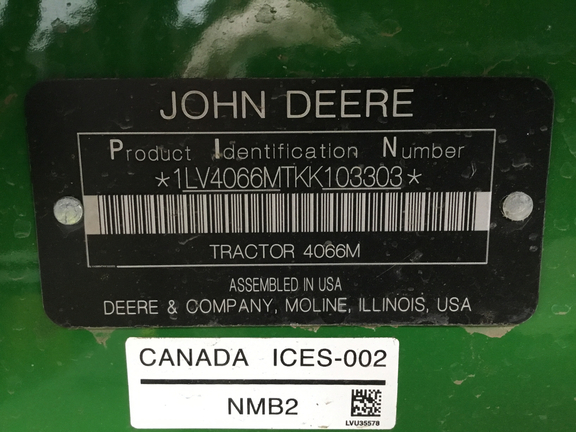 JOHN DEERE
Product Identification Number
*1LV4066MTKK103303*
TRACTOR 4066M
ASSEMBLED IN USA
DEERE & COMPANY, MOLINE, ILLINOIS, USA
CANADA ICES-002
NMB2
LVU35578